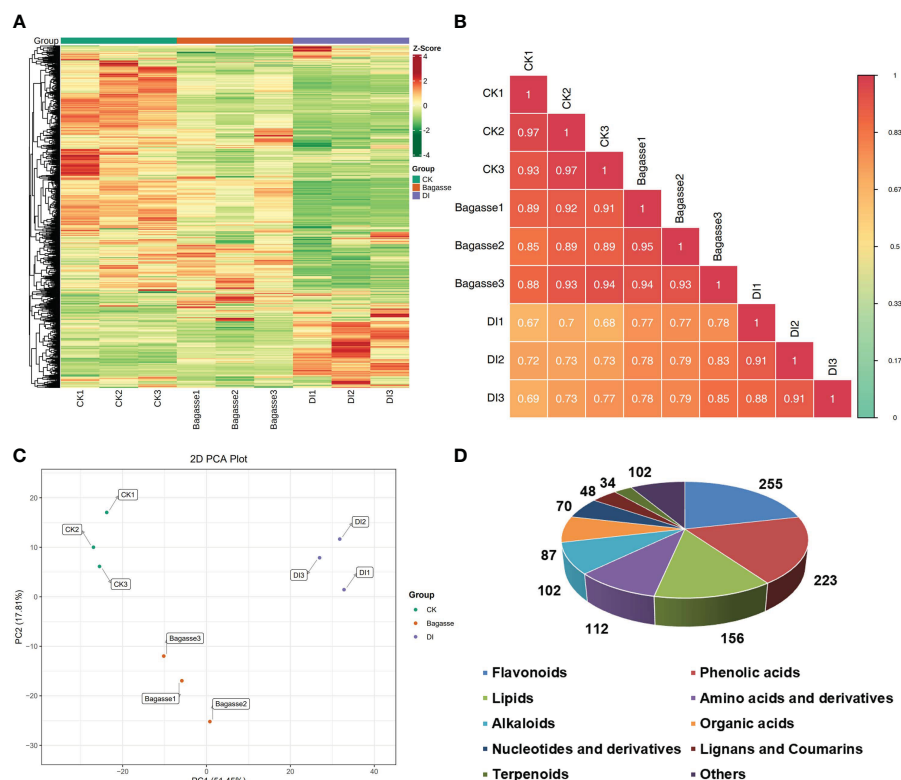 A
Group
Z-Score
4
2
0
-2
-4
Group
CK
Bagasse
DI
CK1
CK2
CK3
Bagasse1
Bagasse2
Bagasse3
DI1
DI2
DI3
B
CK1
CK2
CK3
Bagasse1
Bagasse2
Bagasse3
DI1
DI2
DI3
CK1 1
CK2 0.97 1
CK3 0.93 0.97 1
Bagasse1 0.89 0.92 0.91 1
Bagasse2 0.85 0.89 0.89 0.95 1
Bagasse3 0.88 0.93 0.94 0.94 0.93 1
DI1 0.67 0.7 0.68 0.77 0.77 0.78 1
DI2 0.72 0.73 0.73 0.78 0.79 0.83 0.91 1
DI3 0.69 0.73 0.77 0.78 0.79 0.85 0.88 0.91 1
1
0.83
0.67
0.5
0.33
0.17
0
C
2D PCA Plot
PC2 (17.81%)
20
10
0
-10
-20
-30
CK1
CK2
CK3
DI2
DI3
DI1
Bagasse3
Bagasse1
Bagasse2
-20 0 20 40
Group
CK
Bagasse
DI
D
255
223
156
112
102
87
70
48
34
102
Flavonoids
Phenolic acids
Lipids
Amino acids and derivatives
Alkaloids
Organic acids
Nucleotides and derivatives
Lignans and Coumarins
Terpenoids
Others